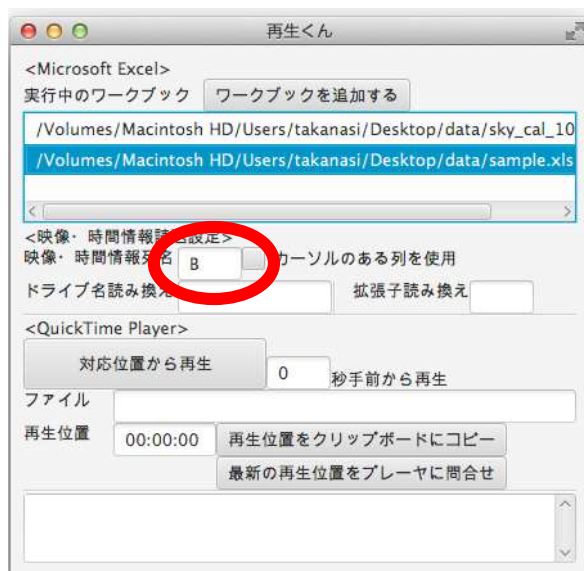 再生くん
<Microsoft Excel>
実行中のワークブック ワークブックを追加する
/Volumes/Macintosh HD/Users/takanasi/Desktop/data/sky_cal_10
/Volumes/Macintosh HD/Users/takanasi/Desktop/data/sample.xls
<映像・時間情報読込設定>
映像・時間情報列名 B カーソルのある列を使用
ドライブ名読み換え 拡張子読み換え
<QuickTime Player>
対応位置から再生 0 秒手前から再生
ファイル
再生位置 00:00:00 再生位置をクリップボードにコピー
最新の再生位置をプレーヤに問合せ